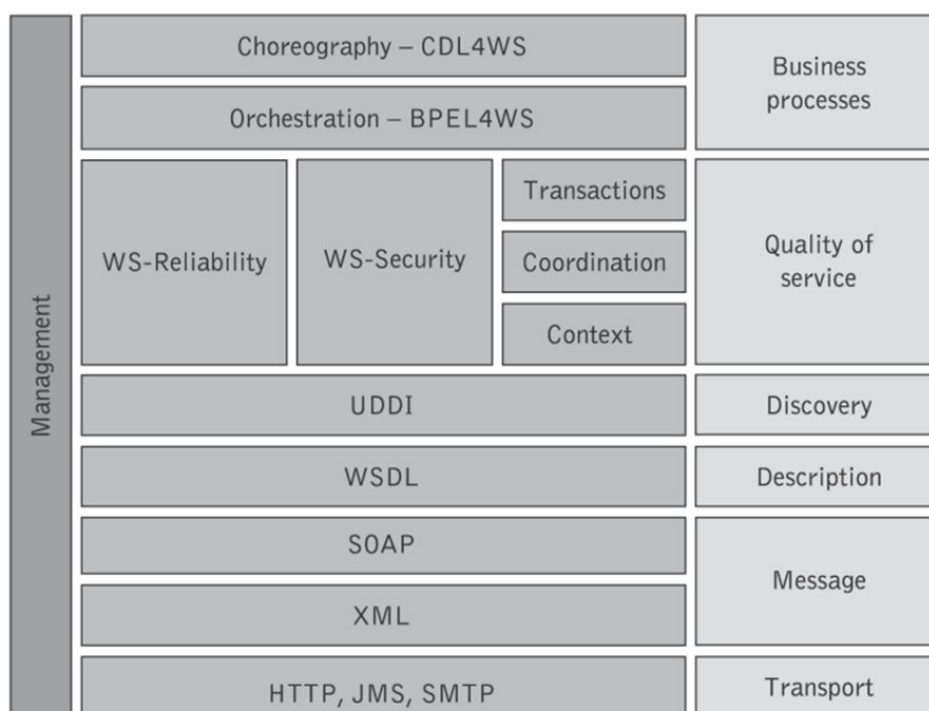 Management
Choreography – CDL4WS
Business
processes
Orchestration – BPEL4WS
WS-Reliability
WS-Security
Transactions
Coordination
Context
Quality of
service
UDDI
Discovery
WSDL
Description
SOAP
XML
Message
HTTP, JMS, SMTP
Transport